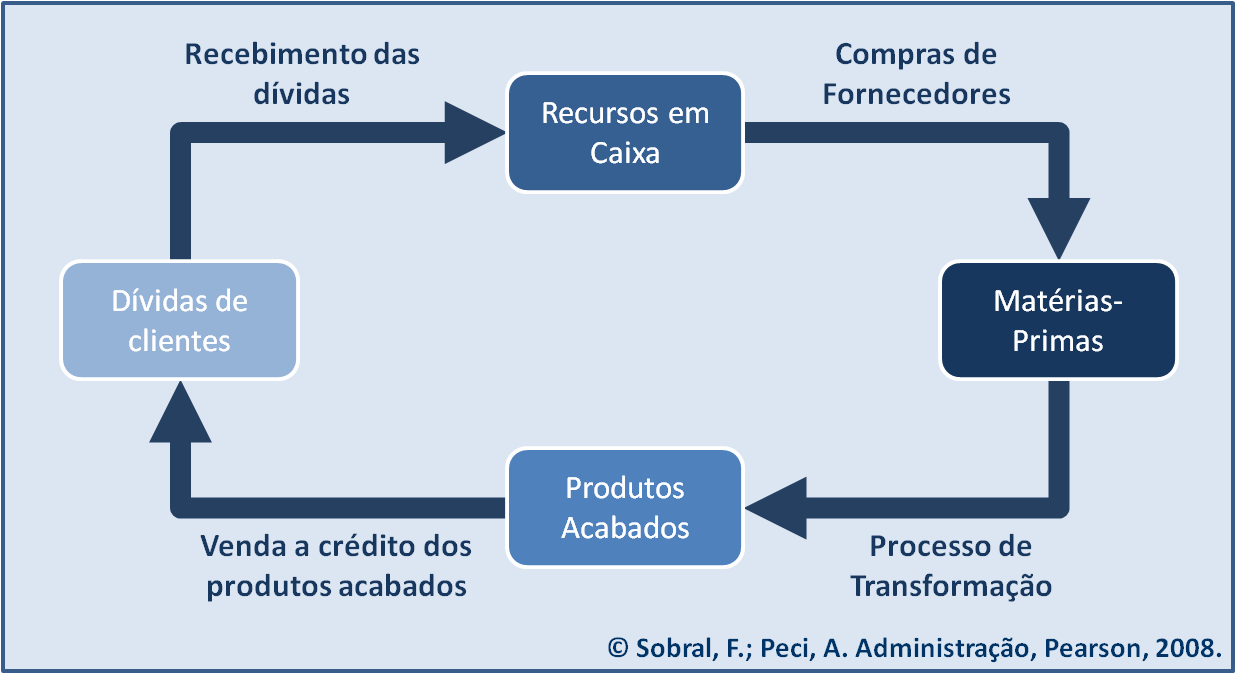 Recebimento das
dívidas
Recursos em
Caixa
Compras de
Fornecedores
Dívidas de
clientes
Matérias-
Primas
Produtos
Acabados
Venda a crédito dos
produtos acabados
Processo de
Transformação
© Sobral, F.; Peci, A. Administração, Pearson, 2008.